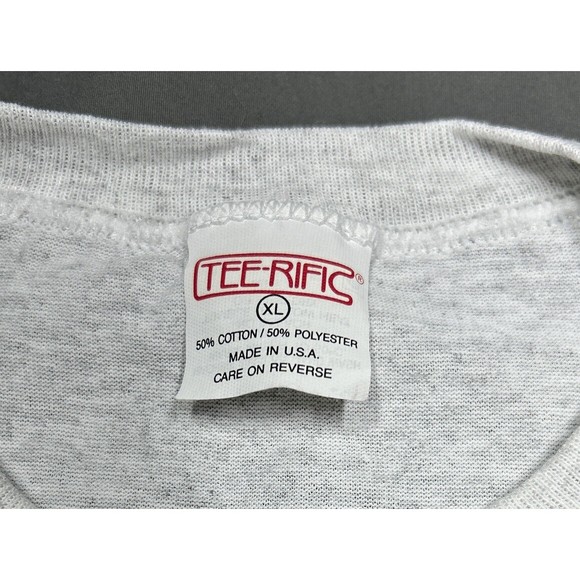 TEE-RIFIC®
XL
50% COTTON / 50% POLYESTER
MADE IN U.S.A.
CARE ON REVERSE